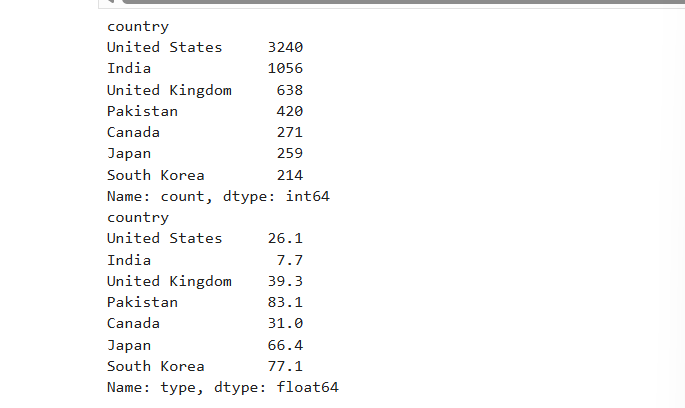 country
United States     3240
India             1056
United Kingdom     638
Pakistan           420
Canada             271
Japan              259
South Korea        214
Name: count, dtype: int64
country
United States     26.1
India              7.7
United Kingdom    39.3
Pakistan          83.1
Canada            31.0
Japan             66.4
South Korea       77.1
Name: type, dtype: float64